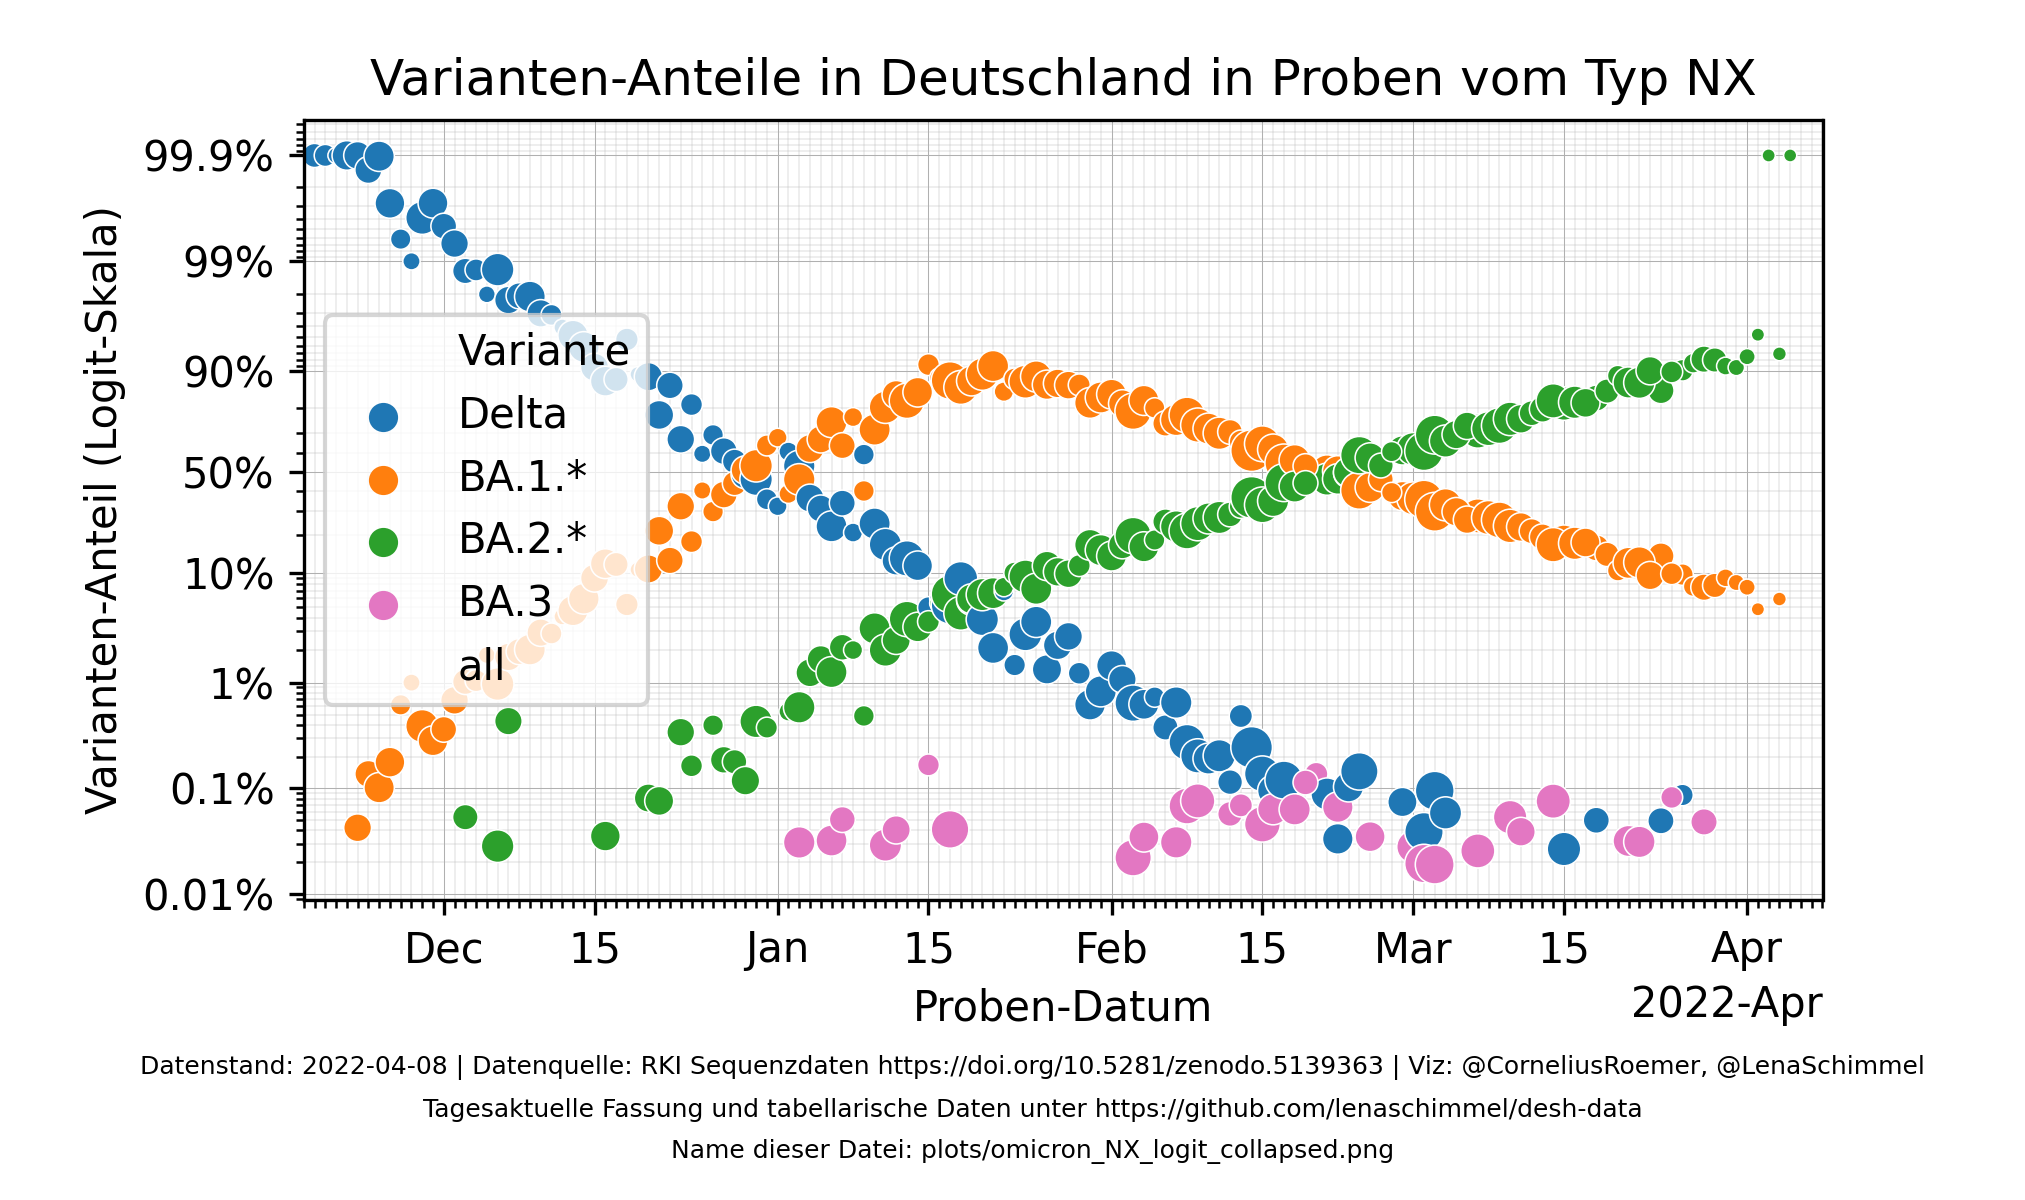 Varianten-Anteile in Deutschland in Proben vom Typ NX
Varianten-Anteil (Logit-Skala)
99.9%
99%
90%
50%
10%
1%
0.1%
0.01%
Variante
Delta
BA.1.*
BA.2.*
BA.3
all
Dec 15 Jan 15 Feb 15 Mar 15 Apr
Proben-Datum
2022-Apr
Datenstand: 2022-04-08 | Datenquelle: RKI Sequenzdaten https://doi.org/10.5281/zenodo.5139363 | Viz: @CorneliusRoemer, @LenaSchimmel
Tagesaktuelle Fassung und tabellarische Daten unter https://github.com/lenaschimmel/desh-data
Name dieser Datei: plots/omicron_NX_logit_collapsed.png